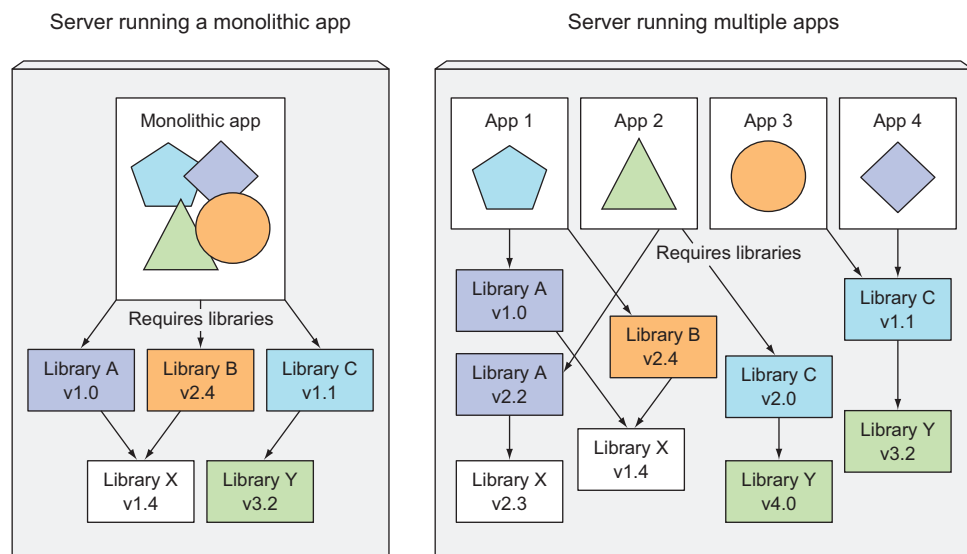 Server running a monolithic app
Monolithic app
Requires libraries
Library A
v1.0
Library B
v2.4
Library C
v1.1
Library X
v1.4
Library Y
v3.2
Server running multiple apps
App 1
App 2
App 3
App 4
Requires libraries
Library A
v1.0
Library C
v1.1
Library B
v2.4
Library A
v2.2
Library C
v2.0
Library Y
v3.2
Library X
v1.4
Library X
v2.3
Library Y
v4.0